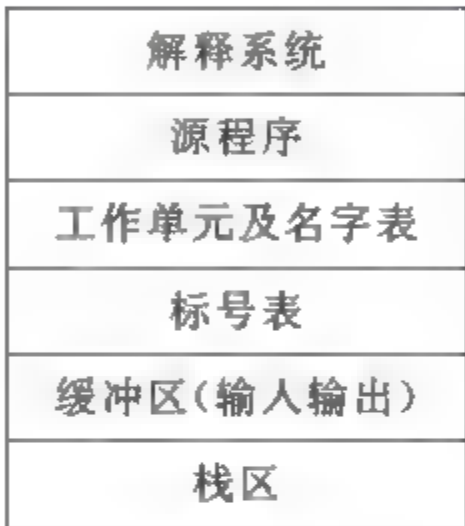 解释系统
源程序
工作单元及名字表
标号表
缓冲区(输人输出)
栈区